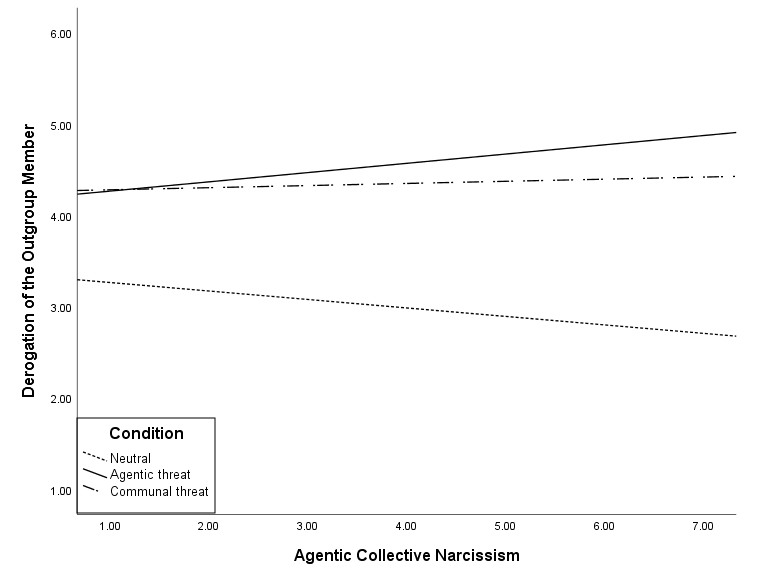 6.00
5.00
4.00
3.00
2.00
1.00
Derogation of the Outgroup Member
Condition
Neutral
Agentic threat
Communal threat
1.00 2.00 3.00 4.00 5.00 6.00 7.00
Agentic Collective Narcissism